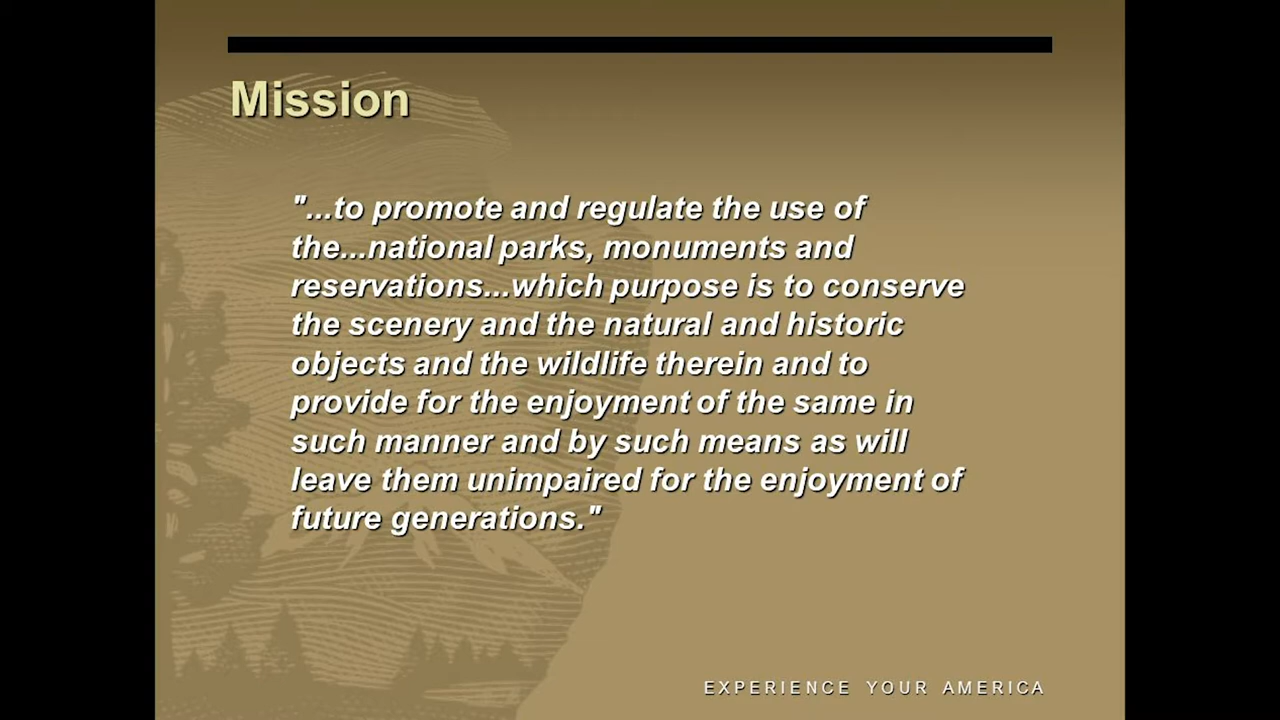 Mission
"...to promote and regulate the use of
the...national parks, monuments and
reservations...which purpose is to conserve
the scenery and the natural and historic
objects and the wildlife therein and to
provide for the enjoyment of the same in
such manner and by such means as will
leave them unimpaired for the enjoyment of
future generations."
EXPERIENCE YOUR AMERICA